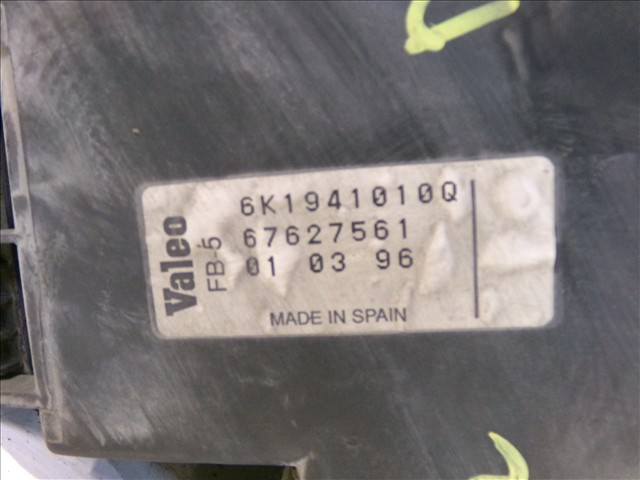 Valeo
FB-5
6K1941010Q
67627561
01 03 96
MADE IN SPAIN